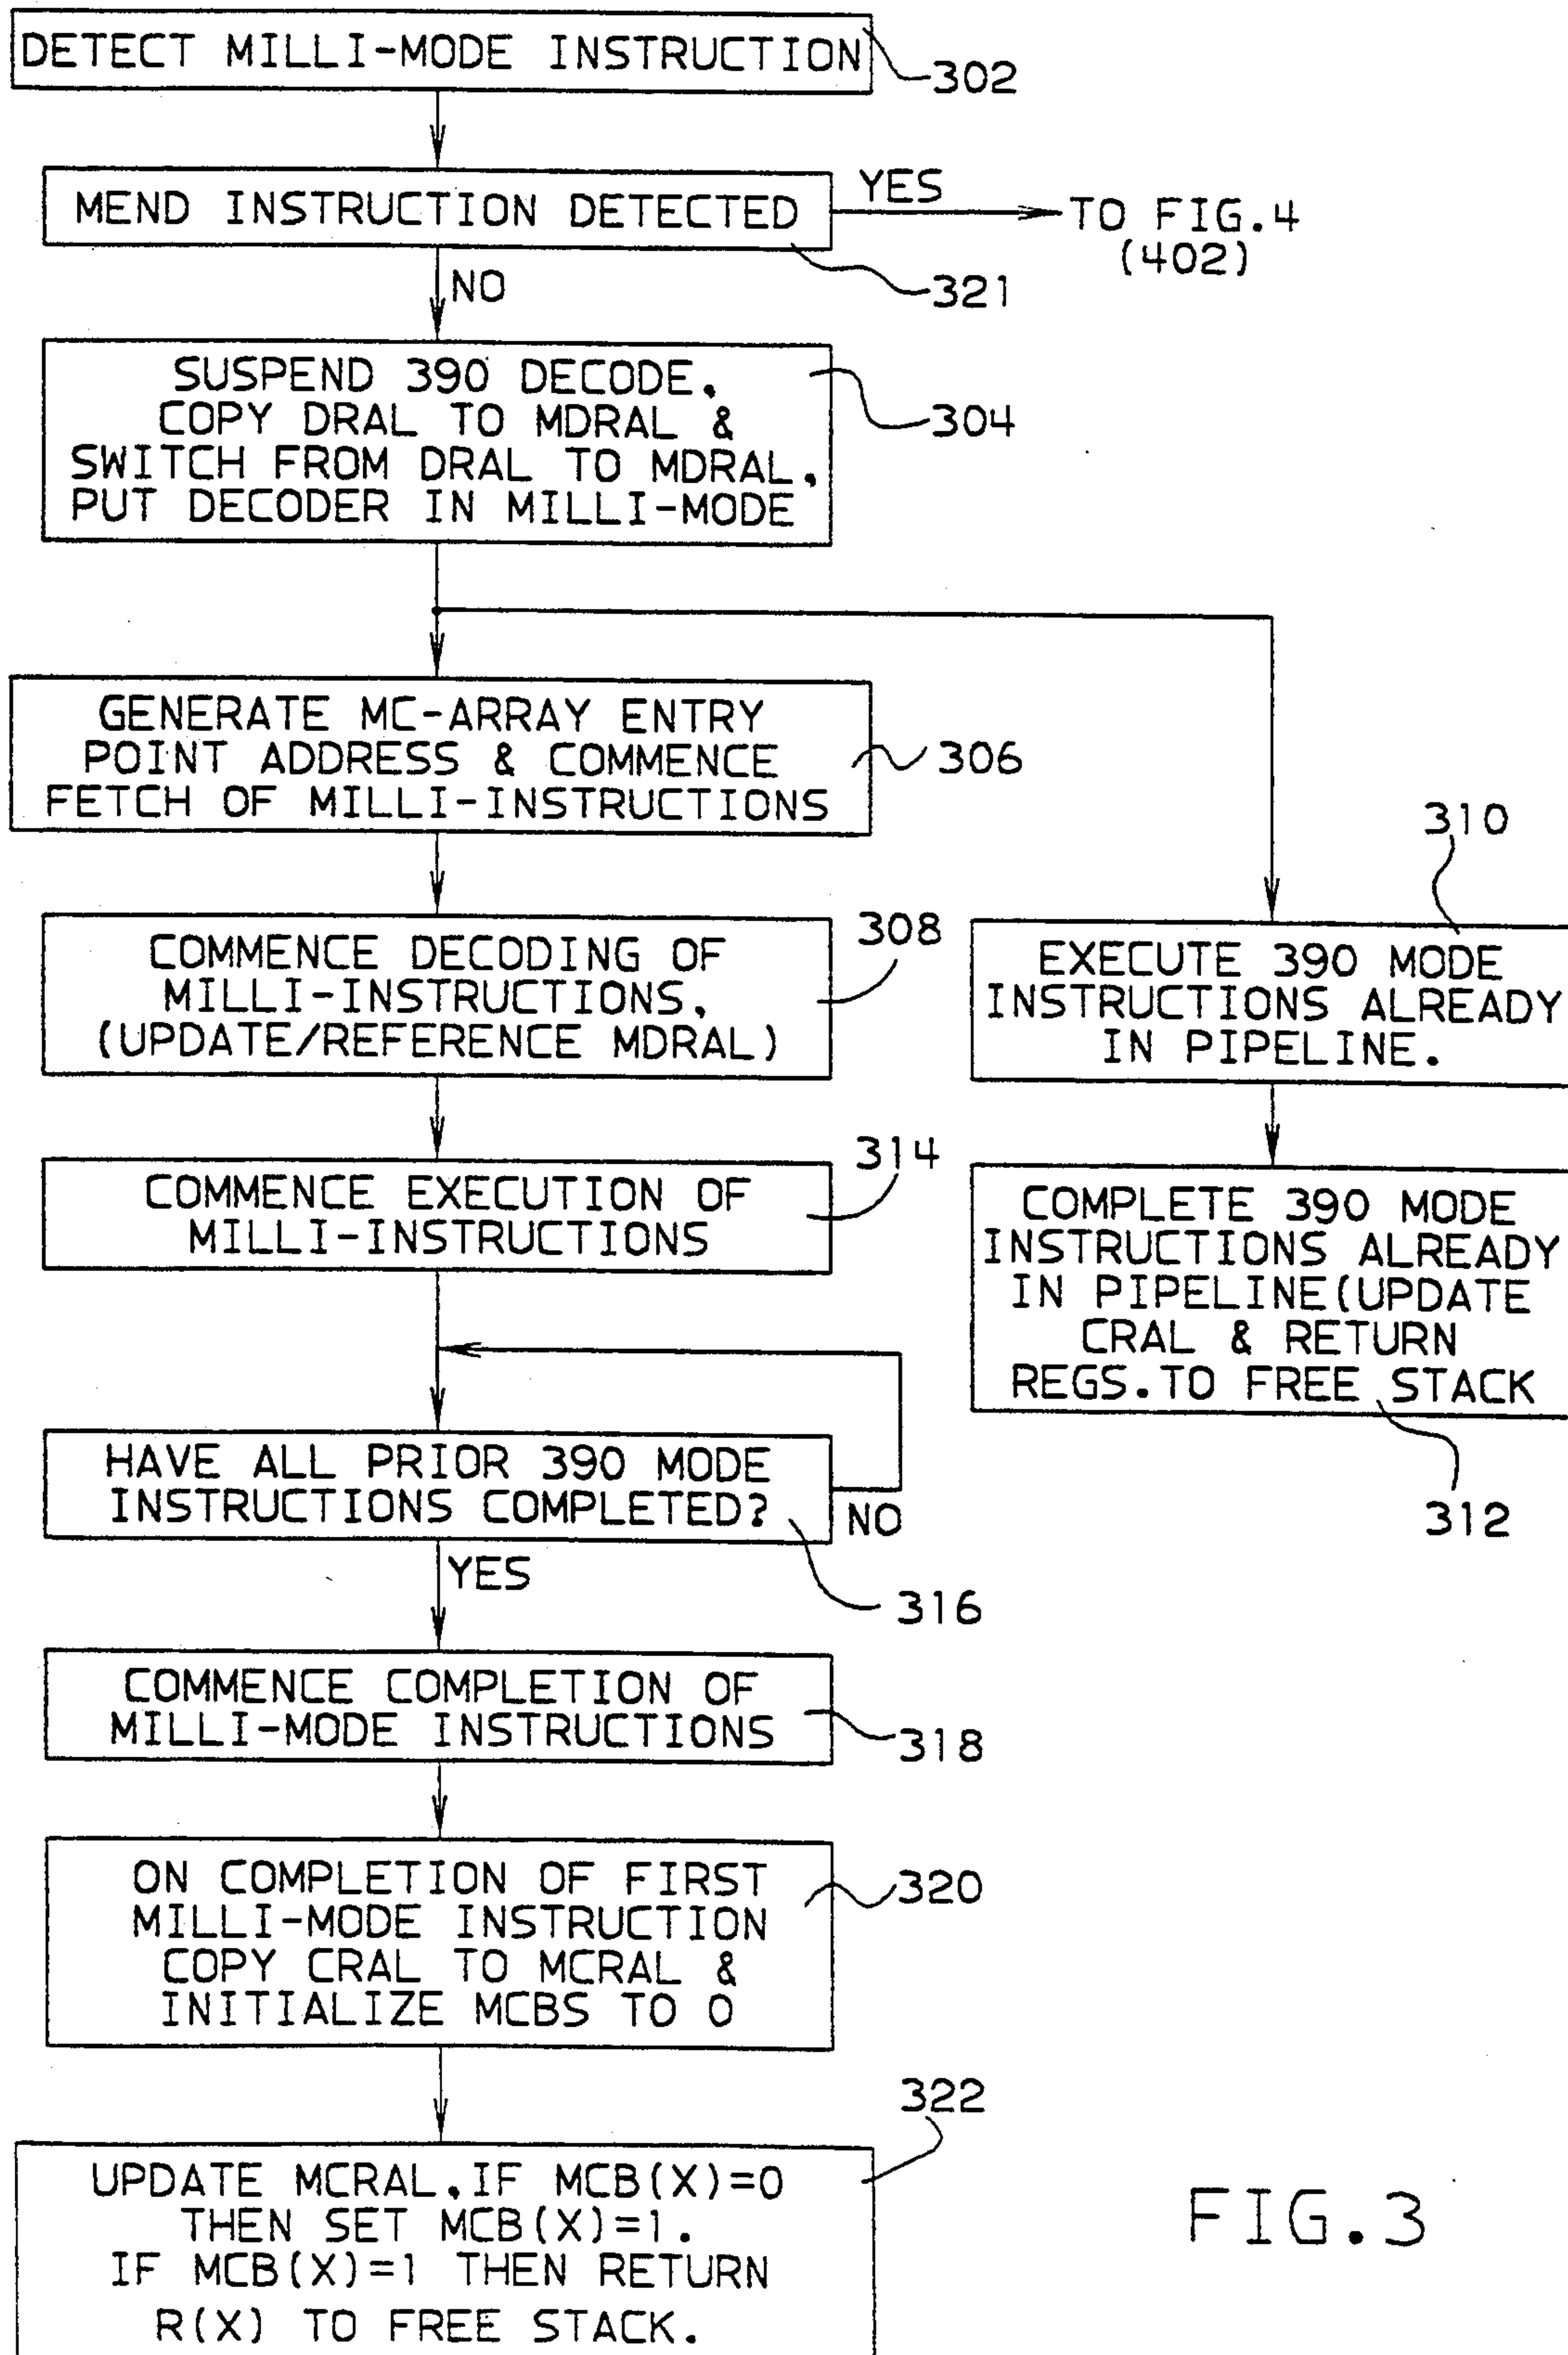 DETECT MILLI-MODE INSTRUCTION
302
MEND INSTRUCTION DETECTED
YES
TO FIG.4
(402)
321
NO
SUSPEND 390 DECODE,
COPY DRAL TO MDRAL &
SWITCH FROM DRAL TO MDRAL,
PUT DECODER IN MILLI-MODE
304
GENERATE MC-ARRAY ENTRY
POINT ADDRESS & COMMENCE
FETCH OF MILLI-INSTRUCTIONS
306
COMMENCE DECODING OF
MILLI-INSTRUCTIONS,
(UPDATE/REFERENCE MDRAL)
308
310
EXECUTE 390 MODE
INSTRUCTIONS ALREADY
IN PIPELINE.
COMMENCE EXECUTION OF
MILLI-INSTRUCTIONS
314
COMPLETE 390 MODE
INSTRUCTIONS ALREADY
IN PIPELINE(UPDATE
CRAL & RETURN
REGS.TO FREE STACK
312
HAVE ALL PRIOR 390 MODE
INSTRUCTIONS COMPLETED?
NO
YES
316
COMMENCE COMPLETION OF
MILLI-MODE INSTRUCTIONS
318
ON COMPLETION OF FIRST
MILLI-MODE INSTRUCTION
COPY CRAL TO MCRAL &
INITIALIZE MCBS TO 0
320
322
UPDATE MCRAL,IF MCB(X)=0
THEN SET MCB(X)=1.
IF MCB(X)=1 THEN RETURN
R(X) TO FREE STACK.
FIG.3